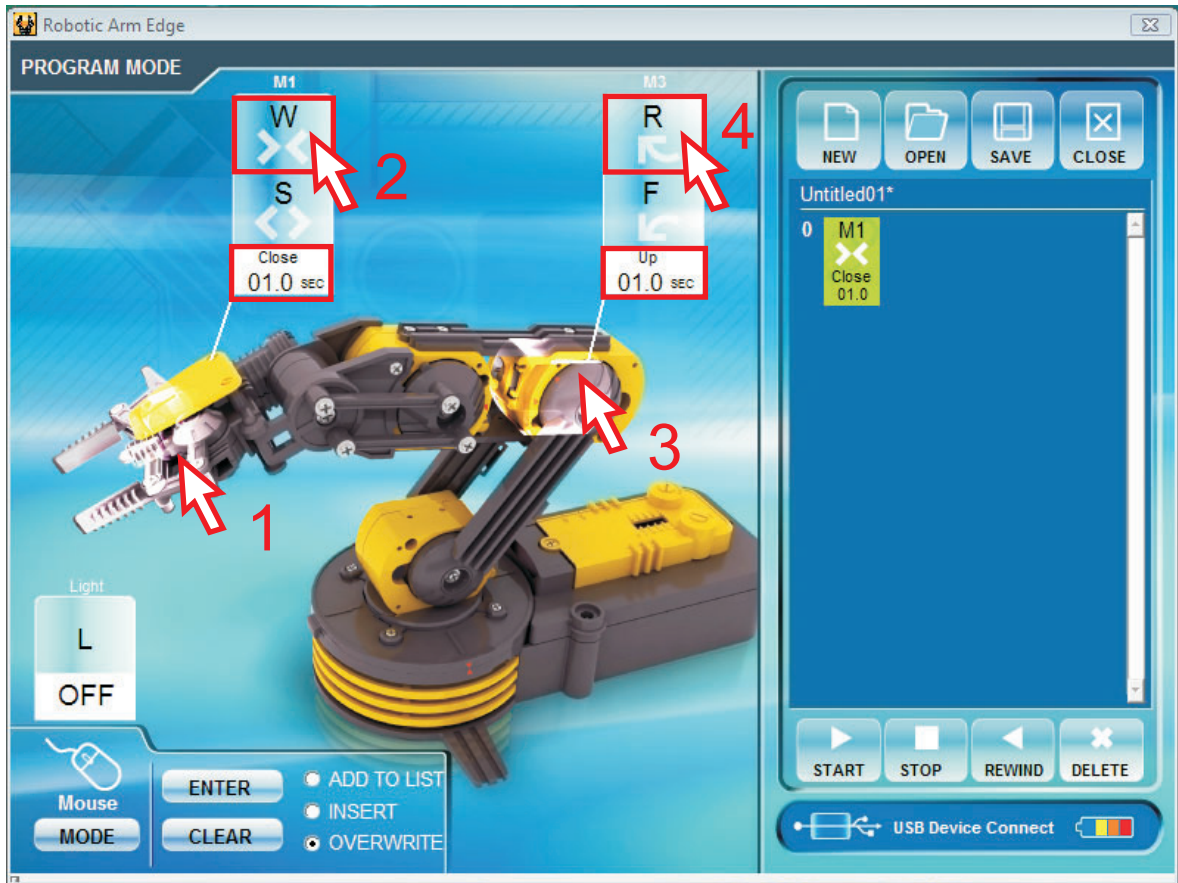 Robotic Arm Edge
PROGRAM MODE
M1
W
2
S
Close
01.0 SEC
M3
R
4
F
Up
01.0 SEC
3
1
Light
L
OFF
Mouse
MODE
ENTER
CLEAR
ADD TO LIST
INSERT
OVERWRITE
NEW OPEN SAVE CLOSE
Untitled01*
0 M1
Close
01.0
START STOP REWIND DELETE
USB Device Connect